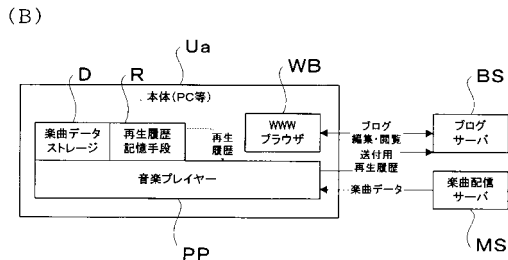 (B)
Ua
D
R
WB
BS
本体(PC等)
楽曲データ
ストレージ
再生履歴
記憶手段
再生
履歴
WWW
ブラウザ
ブログ
編集・閲覧
送付用
再生履歴
ブログ
サーバ
音楽プレイヤー
楽曲データ
楽曲配信
サーバ
PP
MS